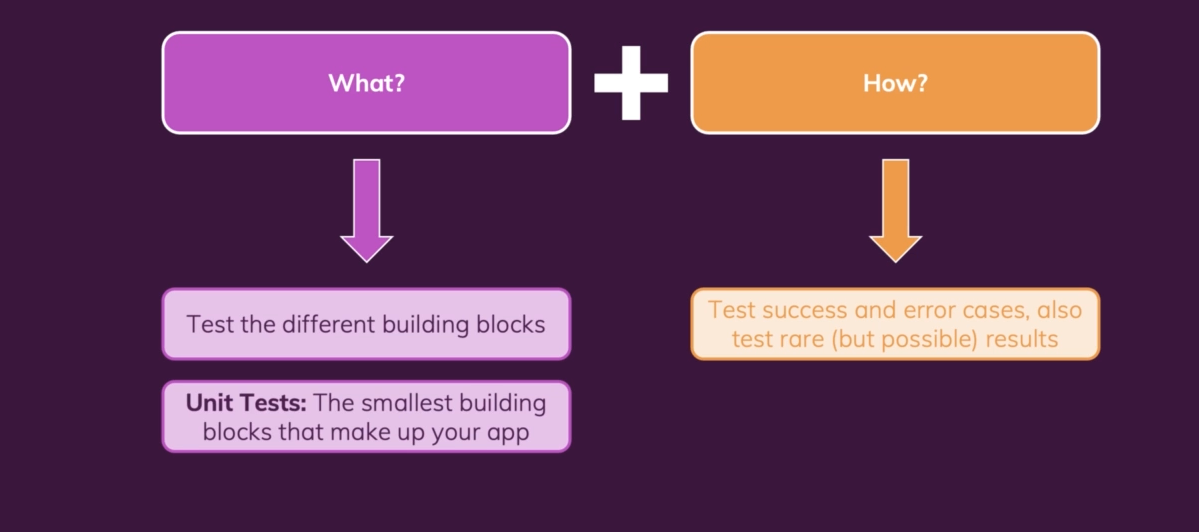 What?
How?
Test the different building blocks
Test success and error cases, also
test rare (but possible) results
Unit Tests: The smallest building
blocks that make up your app